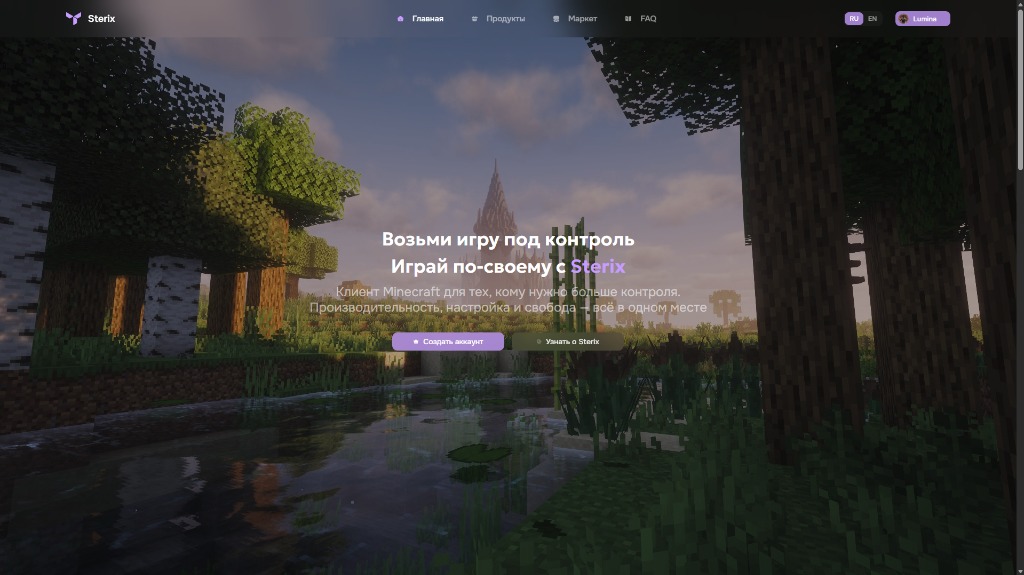 Sterix
Главная
Продукты
Маркет
FAQ
RU
EN
Lumina
Возьми игру под контроль
Играй по-своему с Sterix
Клиент Minecraft для тех, кому нужно больше контроля.
Производительность, настройка и свобода — всё в одном месте
Создать аккаунт
Узнать о Sterix